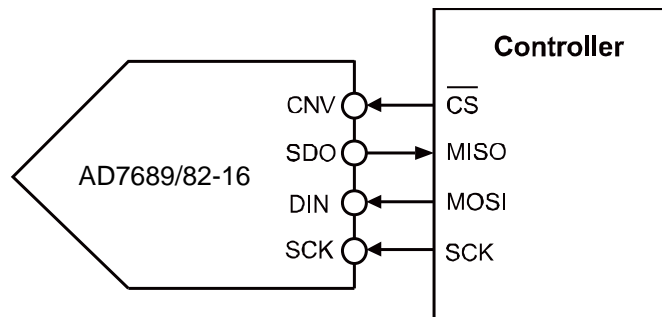 Controller
CNV CS
SDO MISO
AD7689/82-16
DIN MOSI
SCK SCK